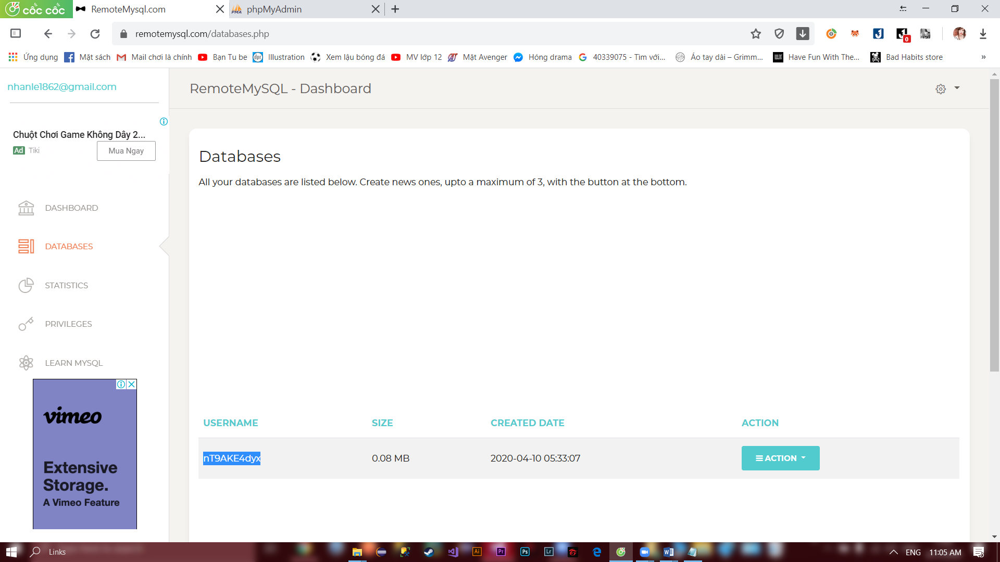 cốc cốc
RemoteMysql.com
phpMyAdmin
remotemysql.com/databases.php
Ứng dụng
Mặt sách
Mail chơi là chính
Bạn Tu be
Illustration
Xem lậu bóng đá
MV lớp 12
Mặt Avenger
Hóng drama
40339075 - Tìm với...
Áo tay dài – Grimm...
Have Fun With The...
Bad Habits store
»
nhanle1862@gmail.com
RemoteMySQL - Dashboard
Chuột Chơi Game Không Dây 2...
Ad Tiki
Mua Ngay
DASHBOARD
DATABASES
STATISTICS
PRIVILEGES
LEARN MYSQL
vimeo
Extensive
Storage.
A Vimeo Feature
Databases
All your databases are listed below. Create news ones, upto a maximum of 3, with the button at the bottom.
USERNAME SIZE CREATED DATE ACTION
nT9AKE4dyx 0.08 MB 2020-04-10 05:33:07 ACTION
Links
ENG
11:05 AM